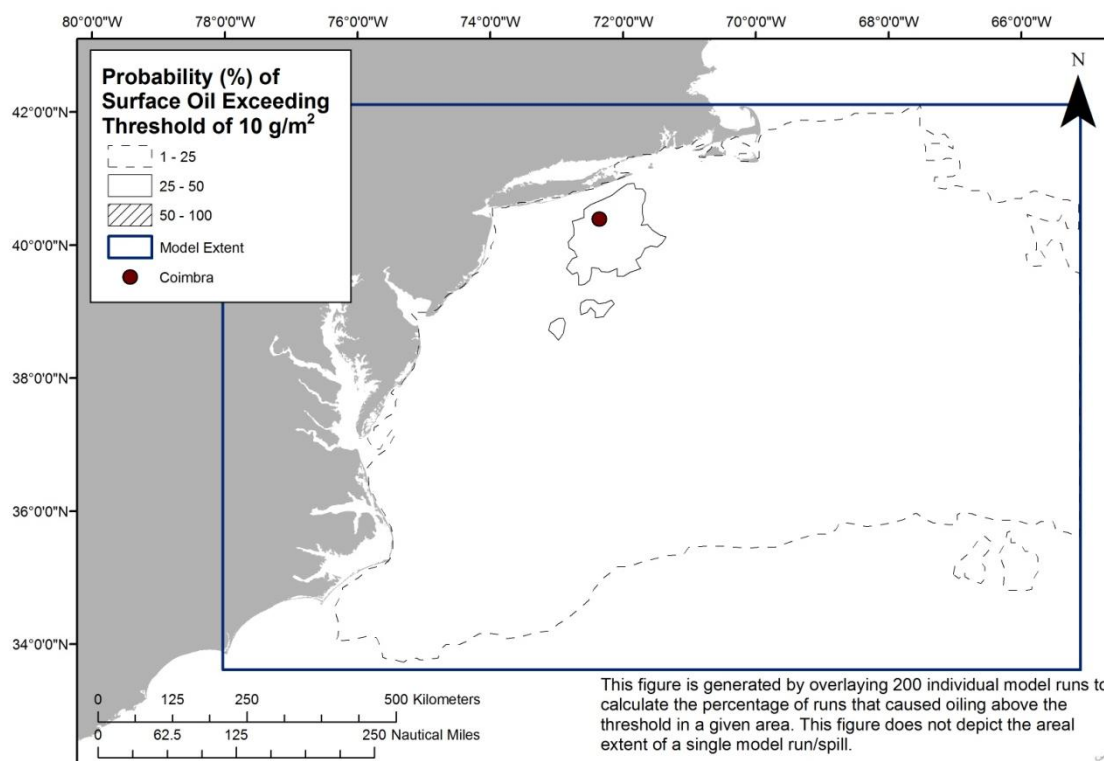 80°0'0"W 78°0'0"W 76°0'0"W 74°0'0"W 72°0'0"W 70°0'0"W 68°0'0"W 66°0'0"W
N
Probability (%) of
Surface Oil Exceeding
Threshold of 10 g/m²
1 - 25
25 - 50
50 - 100
Model Extent
Coimbra
42°0'0"N
40°0'0"N
38°0'0"N
36°0'0"N
34°0'0"N
0 125 250 500 Kilometers
0 62.5 125 250 Nautical Miles
This figure is generated by overlaying 200 individual model runs to
calculate the percentage of runs that caused oiling above the
threshold in a given area. This figure does not depict the areal
extent of a single model run/spill.